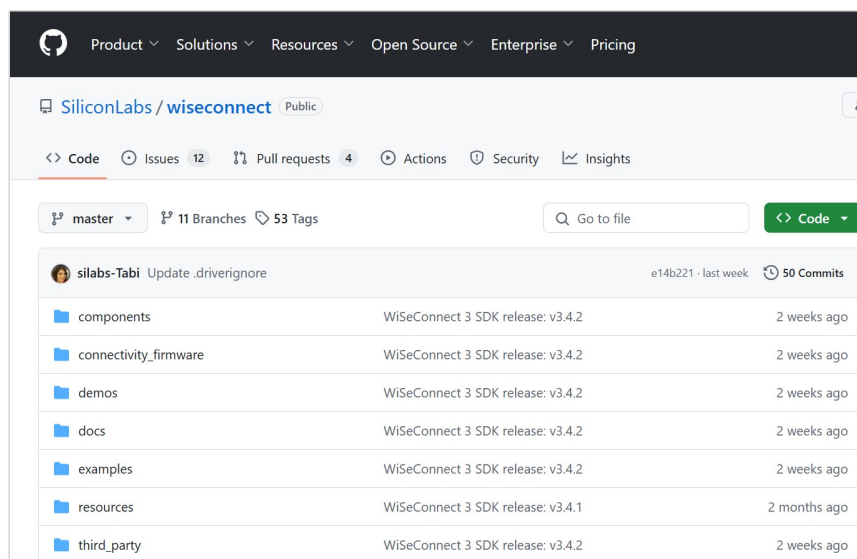 Product Solutions Resources Open Source Enterprise Pricing
SiliconLabs / wiseconnect Public
Code Issues 12 Pull requests 4 Actions Security Insights
master 11 Branches 53 Tags Go to file Code
silabs-Tabi Update .driverignore e14b221 · last week 50 Commits
components WiSeConnect 3 SDK release: v3.4.2 2 weeks ago
connectivity_firmware WiSeConnect 3 SDK release: v3.4.2 2 weeks ago
demos WiSeConnect 3 SDK release: v3.4.2 2 weeks ago
docs WiSeConnect 3 SDK release: v3.4.2 2 weeks ago
examples WiSeConnect 3 SDK release: v3.4.2 2 weeks ago
resources WiSeConnect 3 SDK release: v3.4.1 2 months ago
third_party WiSeConnect 3 SDK release: v3.4.2 2 weeks ago